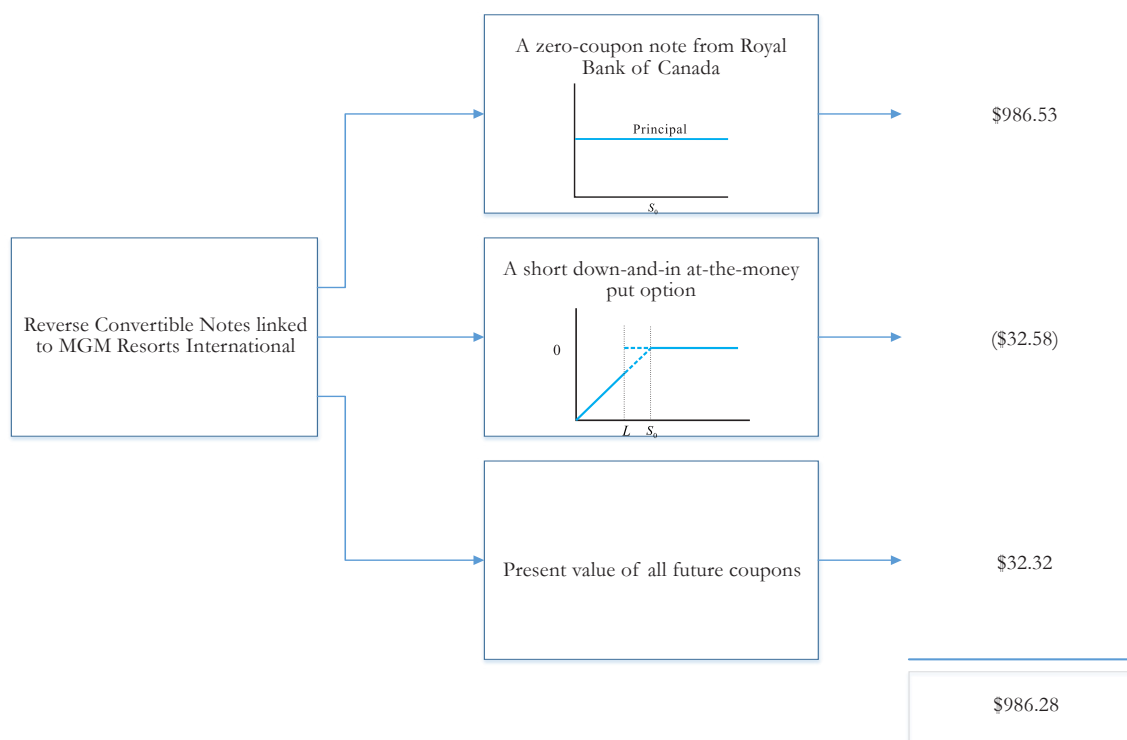 A zero-coupon note from Royal
Bank of Canada
Principal
S₀
$986.53
Reverse Convertible Notes linked
to MGM Resorts International
A short down-and-in at-the-money
put option
0
L S₀
($32.58)
Present value of all future coupons
$32.32
$986.28